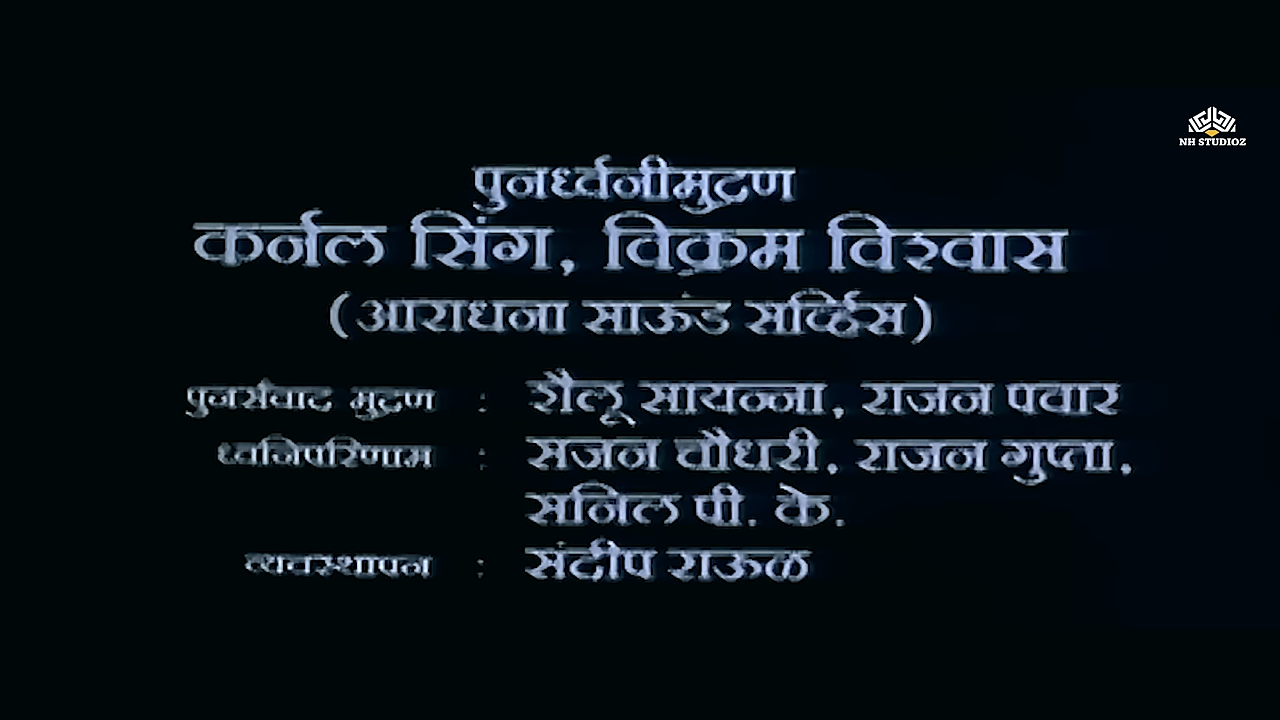 NH STUDIOZ
पुनर्ध्वनीमुद्रण
कर्नल सिंग, विक्रम विश्वास
(आराधना साऊंड सर्व्हिस)
पुनर्संवाद मुद्रण : शैलू सायन्ना, राजन पवार
ध्वनिपरिणाम : सजन चौधरी, राजन गुप्ता,
सनिल पी. के.
व्यवस्थापन : संदीप राऊळ